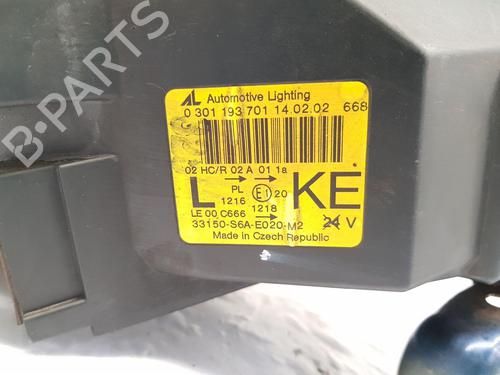 B-PARTS
AL Automotive Lighting
0 301 193 701 14.02.02 668
02 HC/R 02 A 01 1a
L PL E1 20 KE
1216 1218
LE 00 C666
33150-S6A-E020-M2 24 V
Made in Czech Republic